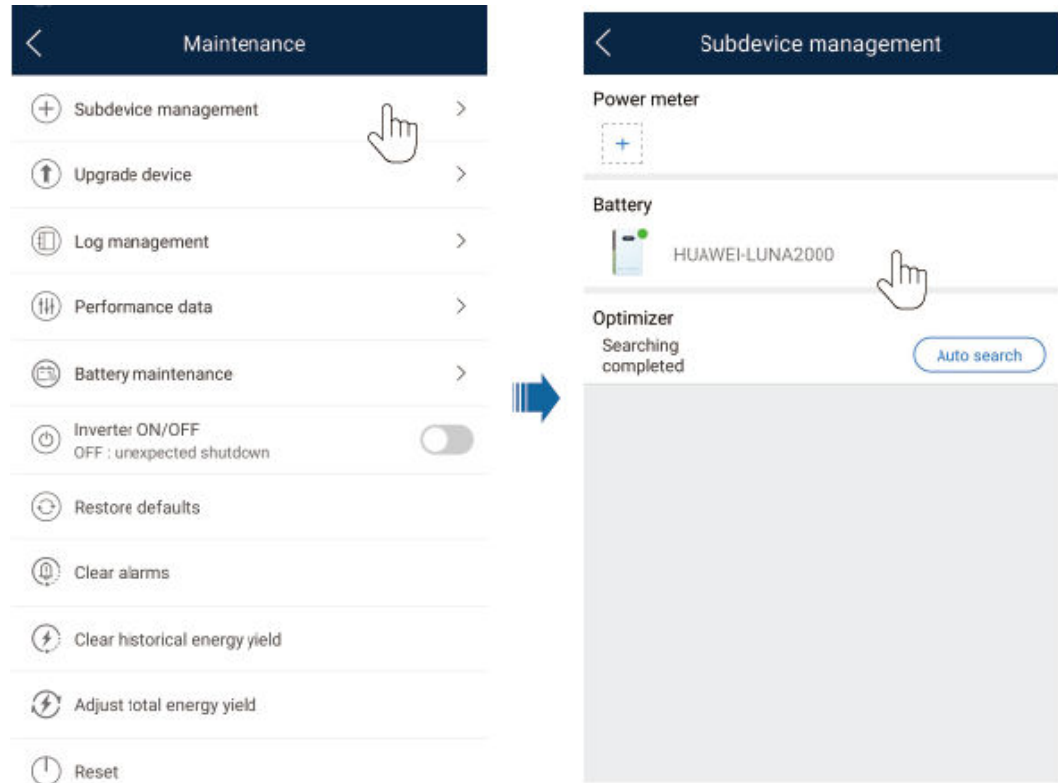 Maintenance
Subdevice management
Upgrade device
Log management
Performance data
Battery maintenance
Inverter ON/OFF
OFF : unexpected shutdown
Restore defaults
Clear alarms
Clear historical energy yield
Adjust total energy yield
Reset
Subdevice management
Power meter
+
Battery
HUAWEI-LUNA2000
Optimizer
Searching
completed
Auto search